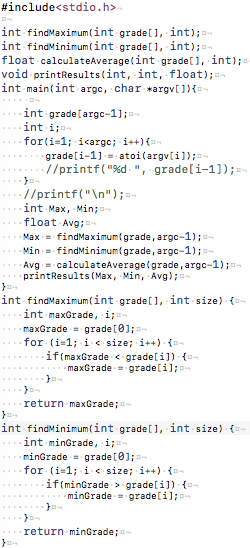 #include<stdio.h>
int findMaximum(int grade[], int);
int findMinimum(int grade[], int);
float calculateAverage(int grade[], int);
void printResults(int, int, float);
int main(int argc, char *argv[]){
int grade[argc-1];
int i;
for(i=1; i<argc; i++){
grade[i-1] = atoi(argv[i]);
//printf("%d ", grade[i-1]);
}
//printf("\n");
int Max, Min;
float Avg;
Max = findMaximum(grade,argc-1);
Min = findMinimum(grade,argc-1);
Avg = calculateAverage(grade,argc-1);
printResults(Max, Min, Avg);
}
int findMaximum(int grade[], int size) {
int maxGrade, i;
maxGrade = grade[0];
for (i=1; i < size; i++) {
if(maxGrade < grade[i]) {
maxGrade = grade[i];
}
}
return maxGrade;
}
int findMinimum(int grade[], int size) {
int minGrade, i;
minGrade = grade[0];
for (i=1; i < size; i++) {
if(minGrade > grade[i]) {
minGrade = grade[i];
}
}
return minGrade;
}